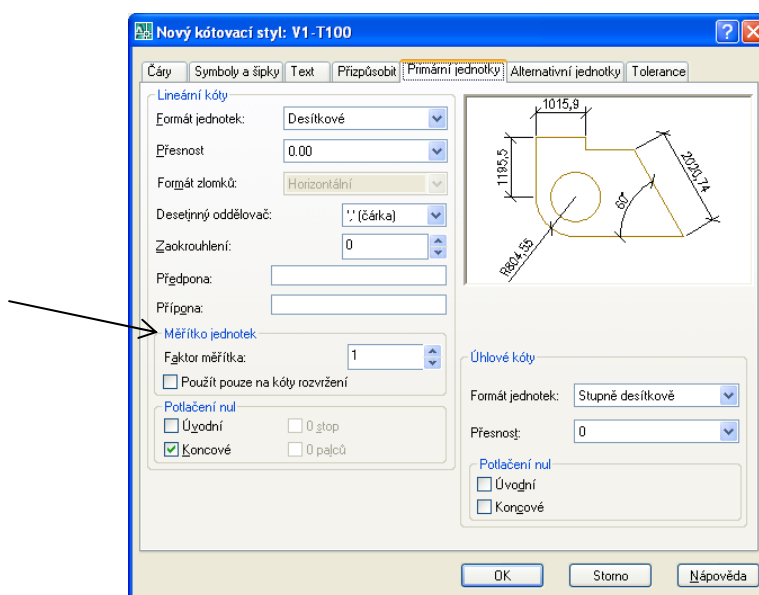 Nový kótovací styl: V1-T100
Čáry Symboly a šipky Text Přizpůsobit Primární jednotky Alternativní jednotky Tolerance
Lineární kóty
Formát jednotek: Desítkové
Přesnost 0.00
Formát zlomků: Horizontální
Desetinný oddělovač: ',' (čárka)
Zaokrouhlení: 0
Předpona:
Přípona:
Měřítko jednotek
Faktor měřítka: 1
Použít pouze na kóty rozvržení
Potlačení nul
Úvodní 0 stop
Koncové 0 palců
1015,9
1195,5
2020,74
60°
R804,55
Úhlové kóty
Formát jednotek: Stupně desítkově
Přesnost: 0
Potlačení nul
Úvodní
Koncové
OK Storno Nápověda